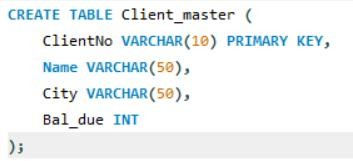 CREATE TABLE Client_master (
    ClientNo VARCHAR(10) PRIMARY KEY,
    Name VARCHAR(50),
    City VARCHAR(50),
    Bal_due INT
);